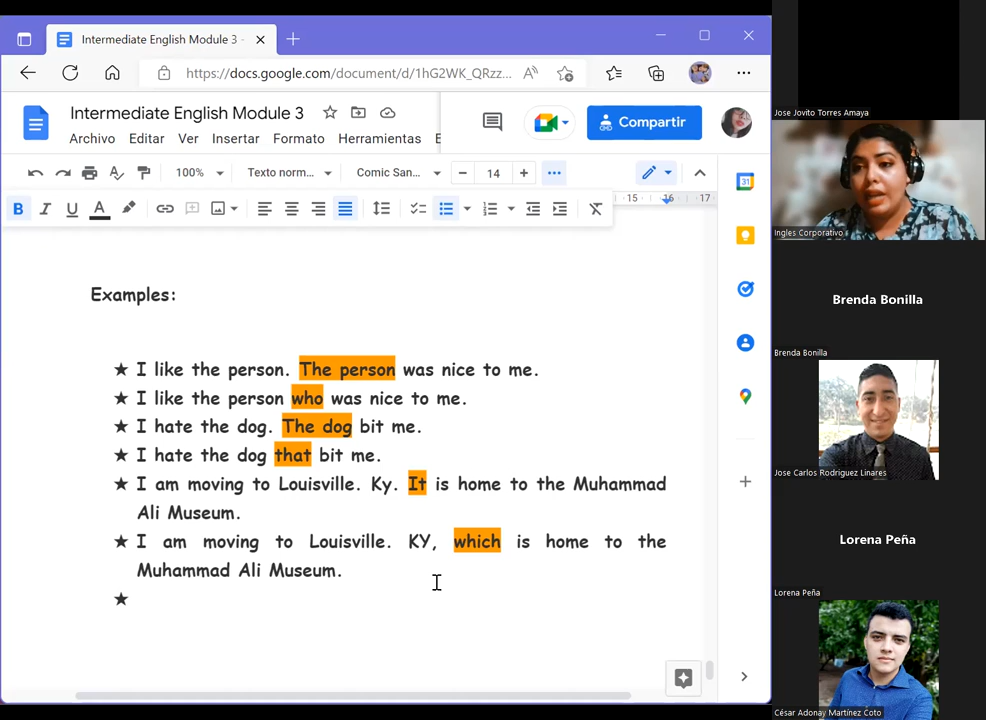 Intermediate English Module 3 -
https://docs.google.com/document/d/1hG2WK_QRzz...
Intermediate English Module 3
Compartir
Archivo Editar Ver Insertar Formato Herramientas E
100% Texto norm... Comic San... 14
15 16 17
Examples:
★ I like the person. The person was nice to me.
★ I like the person who was nice to me.
★ I hate the dog. The dog bit me.
★ I hate the dog that bit me.
★ I am moving to Louisville. Ky. It is home to the Muhammad
Ali Museum.
★ I am moving to Louisville. KY, which is home to the
Muhammad Ali Museum.
★
Jose Jovito Torres Amaya
Ingles Corporativo
Brenda Bonilla
Brenda Bonilla
Jose Carlos Rodriguez Linares
Lorena Peña
Lorena Peña
César Adonay Martínez Coto